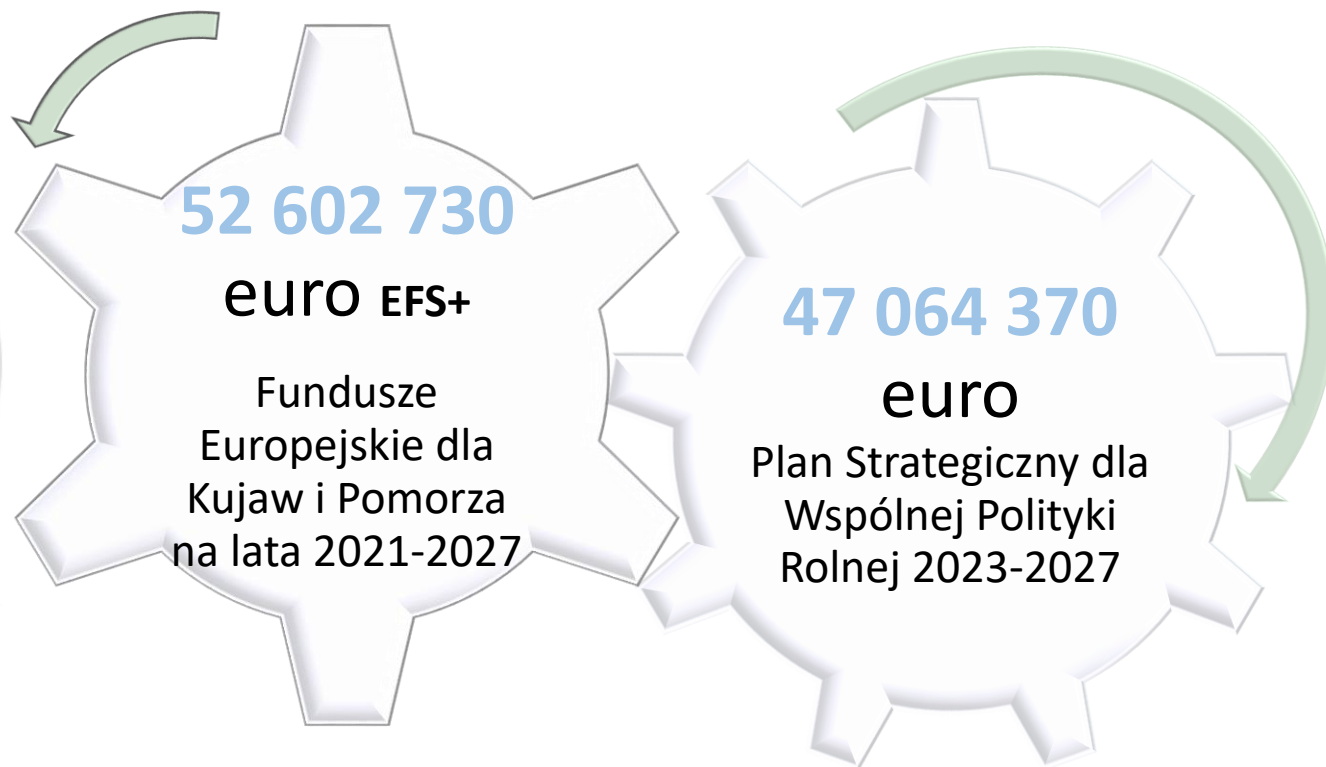 52 602 730
euro EFS+
Fundusze
Europejskie dla
Kujaw i Pomorza
na lata 2021-2027
47 064 370
euro
Plan Strategiczny dla
Wspólnej Polityki
Rolnej 2023-2027